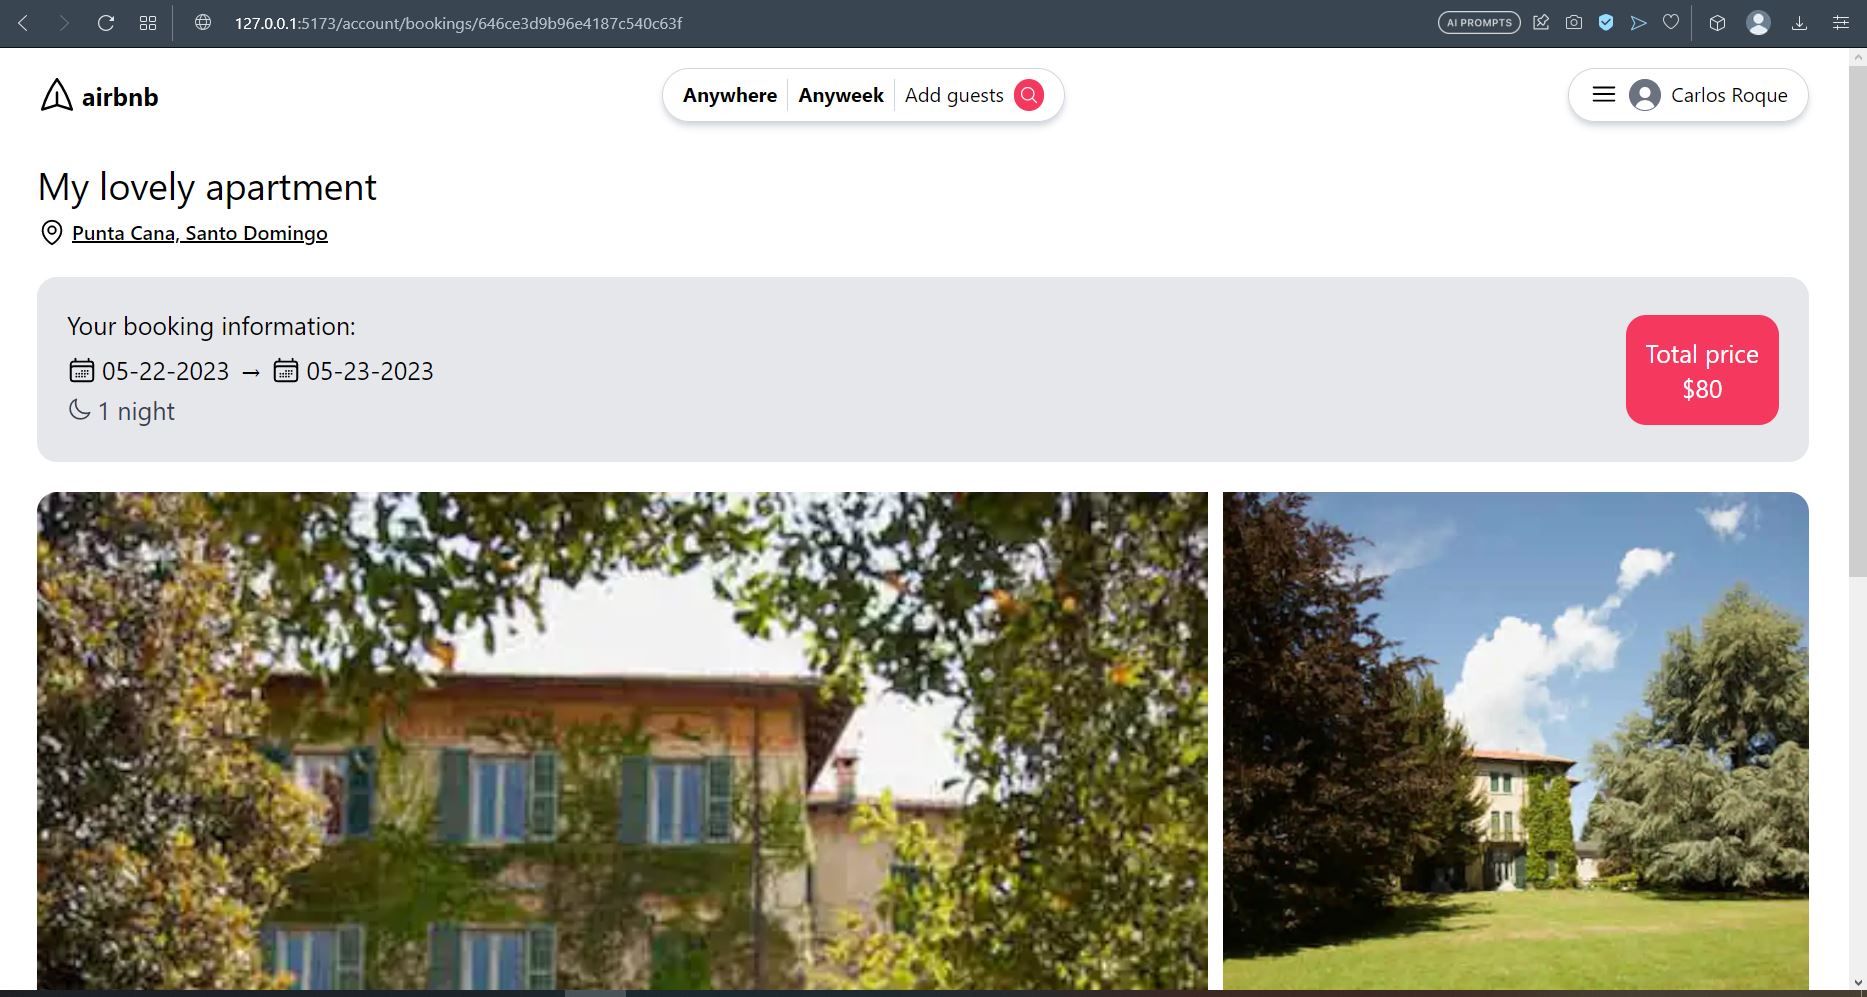 127.0.0.1:5173/account/bookings/646ce3d9b96e4187c540c63f
AI PROMPTS
airbnb
Anywhere
Anyweek
Add guests
Carlos Roque
My lovely apartment
Punta Cana, Santo Domingo
Your booking information:
05-22-2023 → 05-23-2023
1 night
Total price
$80